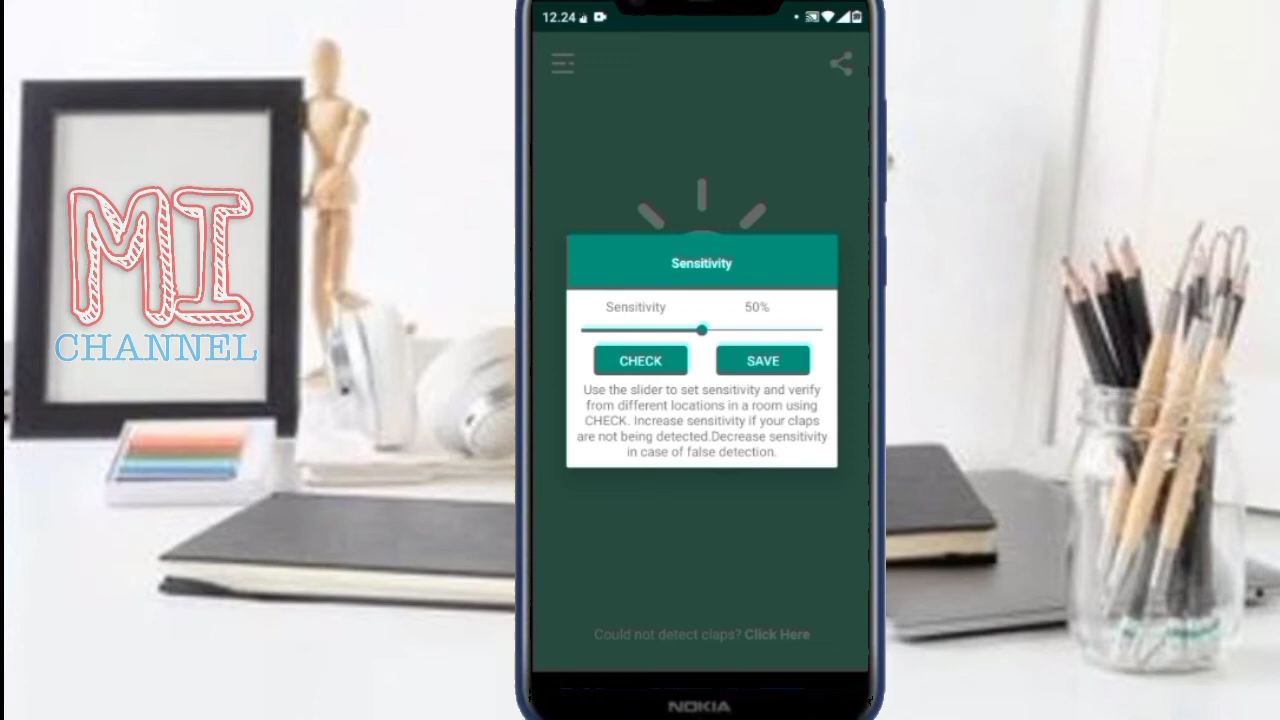 MI
CHANNEL
12.24
Sensitivity
Sensitivity 50%
CHECK SAVE
Use the slider to set sensitivity and verify
from different locations in a room using
CHECK. Increase sensitivity if your claps
are not being detected.Decrease sensitivity
in case of false detection.
Could not detect claps? Click Here
NOKIA